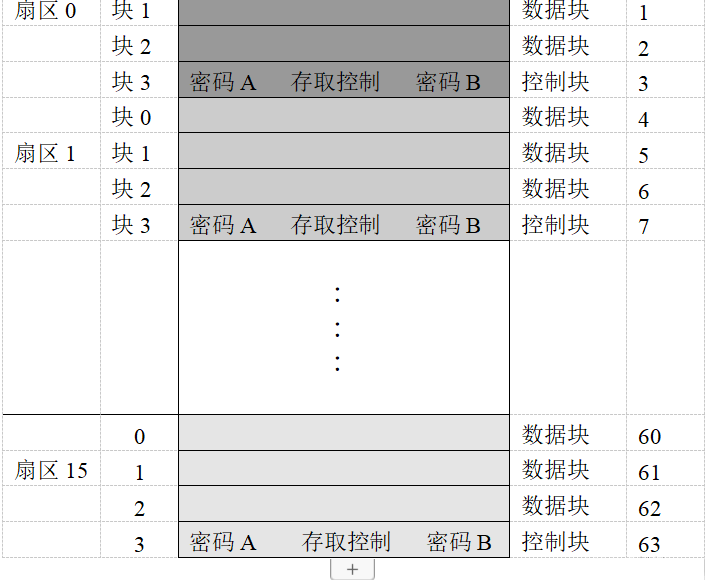 扇区 0 块 1 数据块 1
块 2 数据块 2
块 3 密码 A 存取控制 密码 B 控制块 3
块 0 数据块 4
扇区 1 块 1 数据块 5
块 2 数据块 6
块 3 密码 A 存取控制 密码 B 控制块 7
:
:
:
0 数据块 60
扇区 15 1 数据块 61
2 数据块 62
3 密码 A 存取控制 密码 B 控制块 63
+